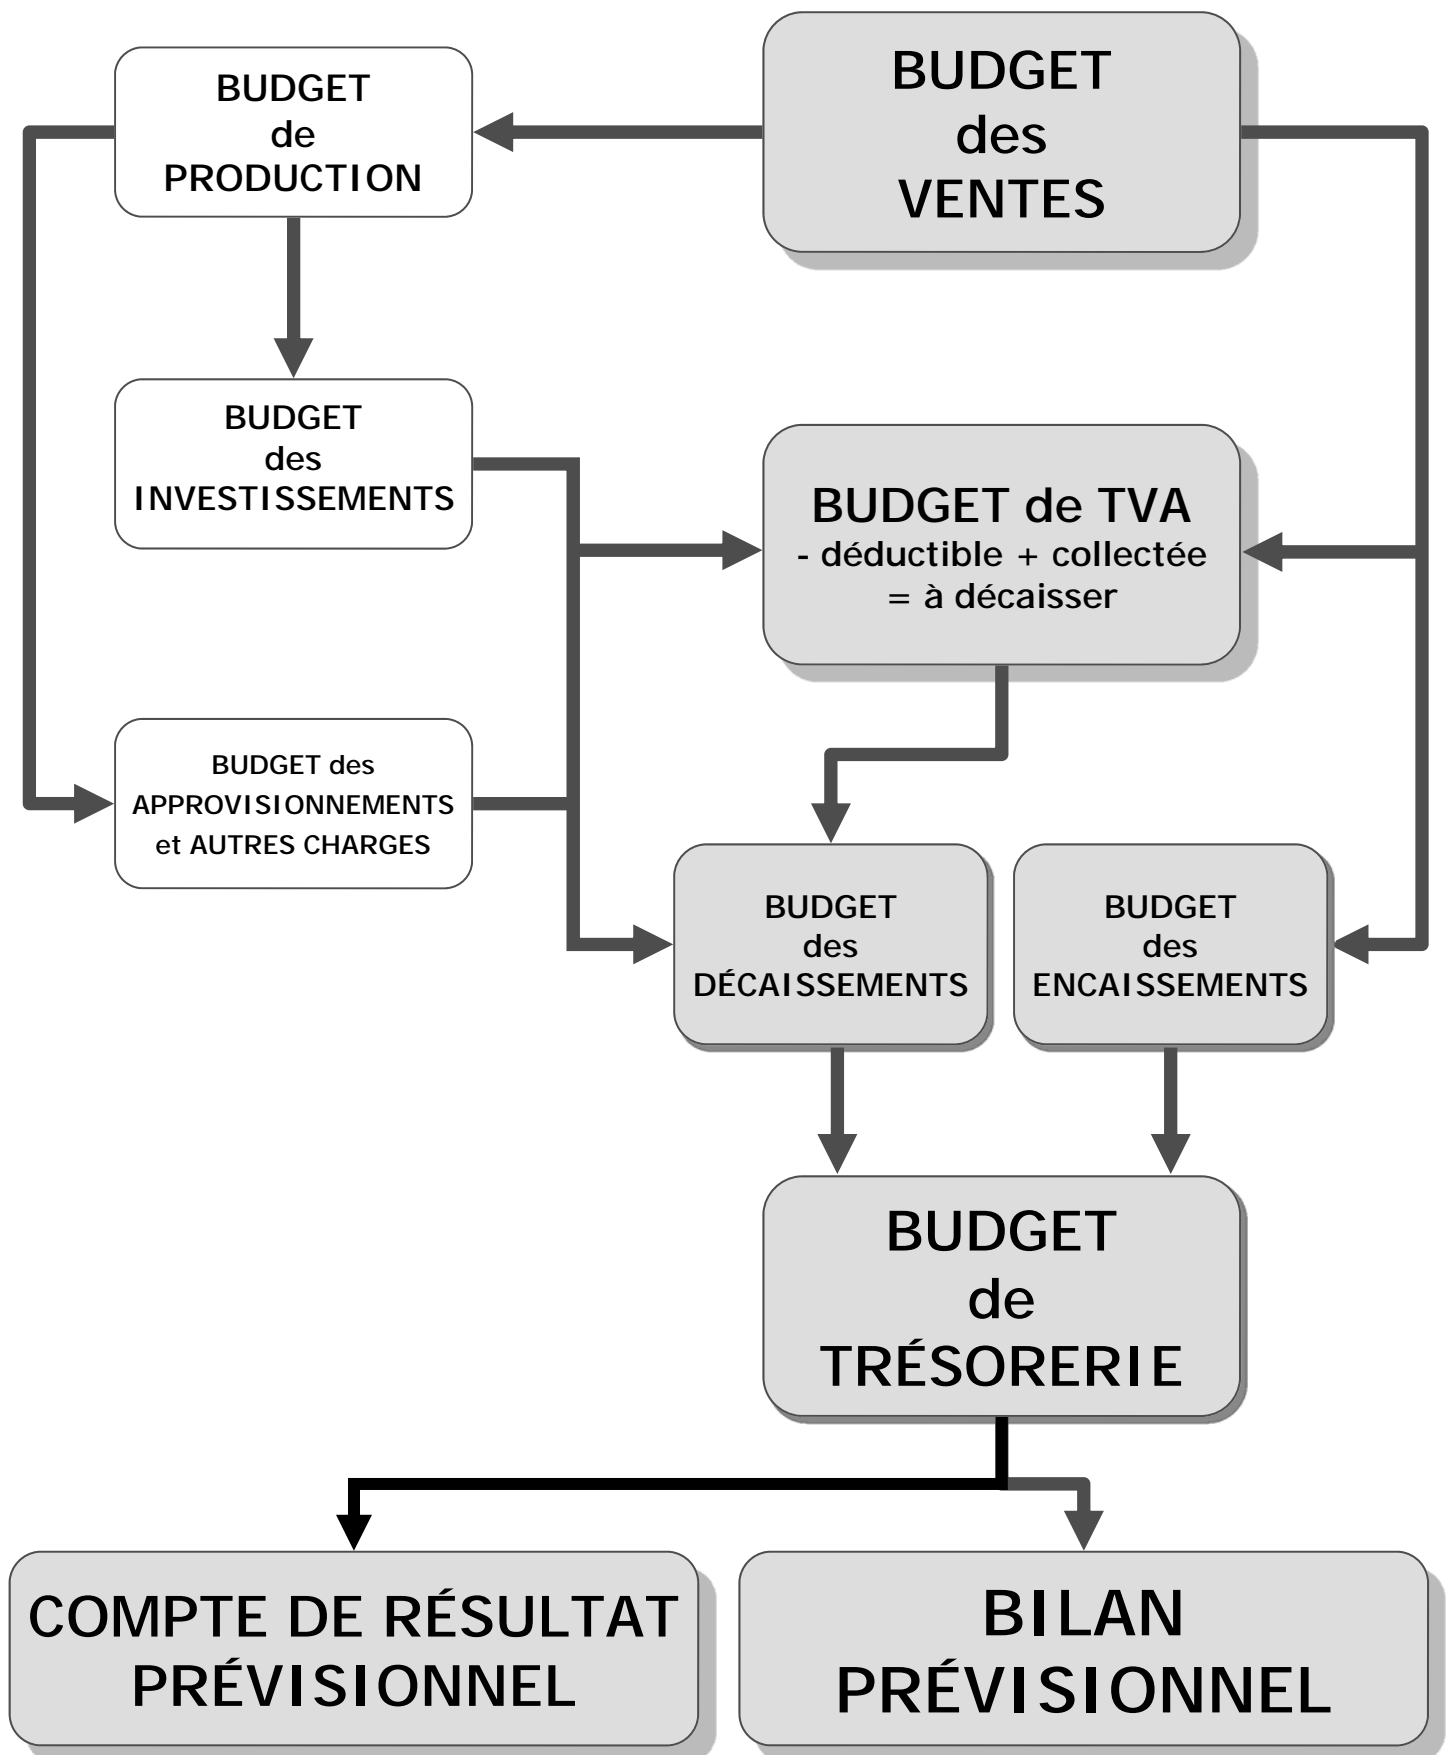 BUDGET
de
PRODUCTION
BUDGET
des
VENTES
BUDGET
des
INVESTISSEMENTS
BUDGET de TVA
- déductible + collectée
= à décaisser
BUDGET des
APPROVISIONNEMENTS
et AUTRES CHARGES
BUDGET
des
DÉCAISSEMENTS
BUDGET
des
ENCAISSEMENTS
BUDGET
de
TRÉSORERIE
COMPTE DE RÉSULTAT
PRÉVISIONNEL
BILAN
PRÉVISIONNEL